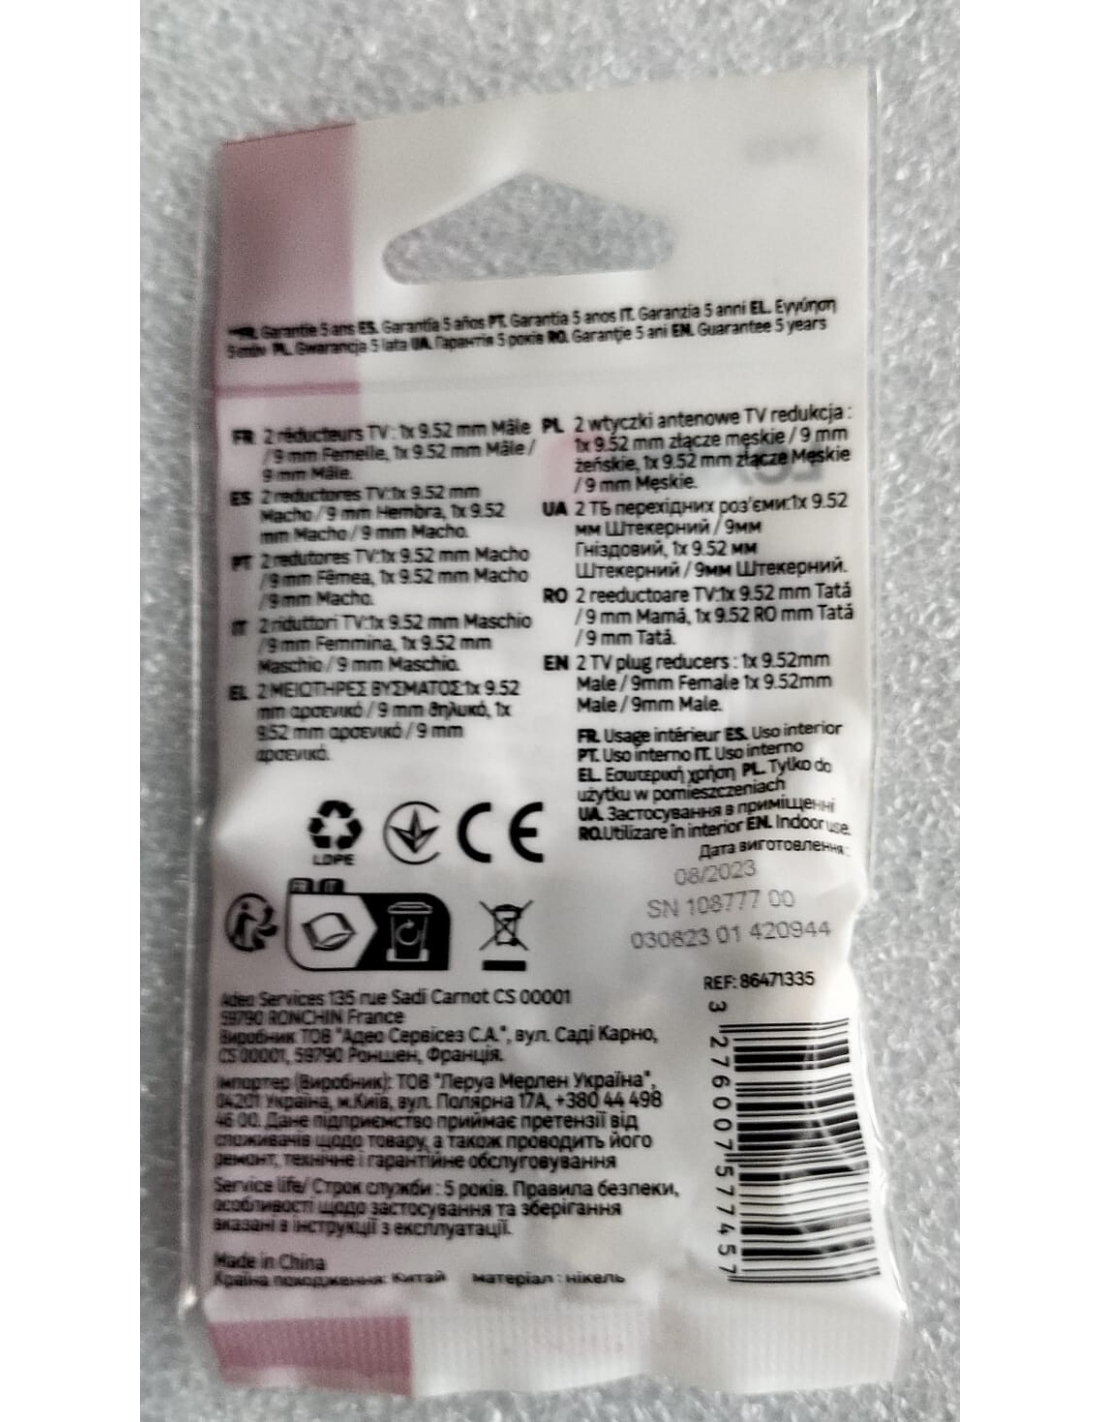 FR. Garantie 5 ans ES. Garantía 5 años PT. Garantia 5 anos IT. Garanzia 5 anni EL. Εγγύηση
5 έτη PL. Gwarancja 5 lata UA. Гарантія 5 років RO. Garanţie 5 ani EN. Guarantee 5 years
FR 2 réducteurs TV : 1x 9.52 mm Mâle
/ 9 mm Femelle, 1x 9.52 mm Mâle /
9 mm Mâle.
ES 2 reductores TV:1x 9.52 mm
Macho / 9 mm Hembra, 1x 9.52
mm Macho / 9 mm Macho.
PT 2 redutores TV:1x 9.52 mm Macho
/ 9 mm Fêmea, 1x 9.52 mm Macho
/ 9 mm Macho.
IT 2 riduttori TV:1x 9.52 mm Maschio
/ 9 mm Femmina, 1x 9.52 mm
Maschio / 9 mm Maschio.
EL 2 ΜΕΙΩΤΗΡΕΣ ΒΥΣΜΑΤΟΣ:1x 9.52
mm αρσενικό / 9 mm θηλυκό, 1x
9.52 mm αρσενικό / 9 mm
αρσενικό.
PL 2 wtyczki antenowe TV redukcja :
1x 9.52 mm złącze męskie / 9 mm
żeńskie, 1x 9.52 mm złącze Męskie
/ 9 mm Męskie.
UA 2 ТБ перехідних роз'єми:1x 9.52
мм Штекерний / 9мм
Гніздовий, 1x 9.52 мм
Штекерний / 9мм Штекерний.
RO 2 reeductoare TV:1x 9.52 mm Tată
/ 9 mm Mamá, 1x 9.52 RO mm Tatá
/ 9 mm Tatá.
EN 2 TV plug reducers : 1x 9.52mm
Male / 9mm Female 1x 9.52mm
Male / 9mm Male.
FR. Usage intérieur ES. Uso interior
PT. Uso interno IT. Uso interno
EL. Εσωτερική χρήση PL. Tylko do
użytku w pomieszczeniach
UA. Застосування в приміщенні
RO.Utilizare în interior EN. Indoor use.
Дата виготовлення:
08/2023
SN 108777 00
030823 01 420944
LDPE
CE
FR IT
REF: 86471335
3 276007 577457
Adeo Services 135 rue Sadi Carnot CS 00001
59790 RONCHIN France
Виробник ТОВ "Адео Сервісез С.А.", вул. Саді Карно,
CS 00001, 59790 Роншен, Франція.
Імпортер (Виробник): ТОВ "Леруа Мерлен Україна",
04201 Україна, м.Київ, вул. Полярна 17А, +380 44 498
46 00. Дане підприємство приймає претензії від
споживачів щодо товару, а також проводить його
ремонт, технічне і гарантійне обслуговування
Service life/ Строк служби : 5 років. Правила безпеки,
особливості щодо застосування та зберігання
вказані в інструкції з експлуатації.
Made in China
Країна походження: Китай матеріал : нікель